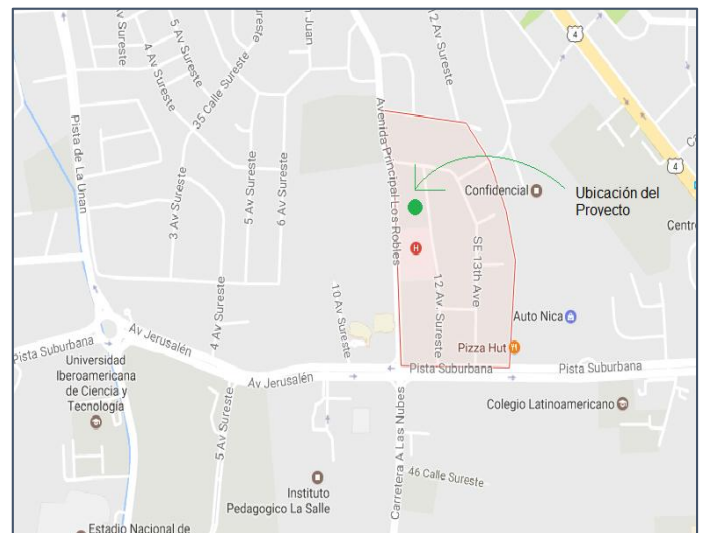 v Sureste
5 Av Sureste
4 Av Sureste
35 Calle Sureste
Sureste
n Juan
12 Av. Sureste
4
Pista de La Unan
Avenida Principal Los Robles
4
Confidencial
Ubicación del
Proyecto
Centr
3 Av Sureste
5 Av Sureste
6 Av Sureste
H
SE 13th Ave
12 Av. Sureste
4 Av Sureste
10 Av Sureste
Auto Nica
Pizza Hut
Pista Suburbana
Av Jerusalén
Pista Suburbana
Pista Suburbana
Universidad
Iberoamericana
de Ciencia y
Tecnología
Av Jerusalén
5 Av Sureste
Carretera A Las Nubes
Colegio Latinoamericano
46 Calle Sureste
Instituto
Pedagogico La Salle
Estadio Nacional de